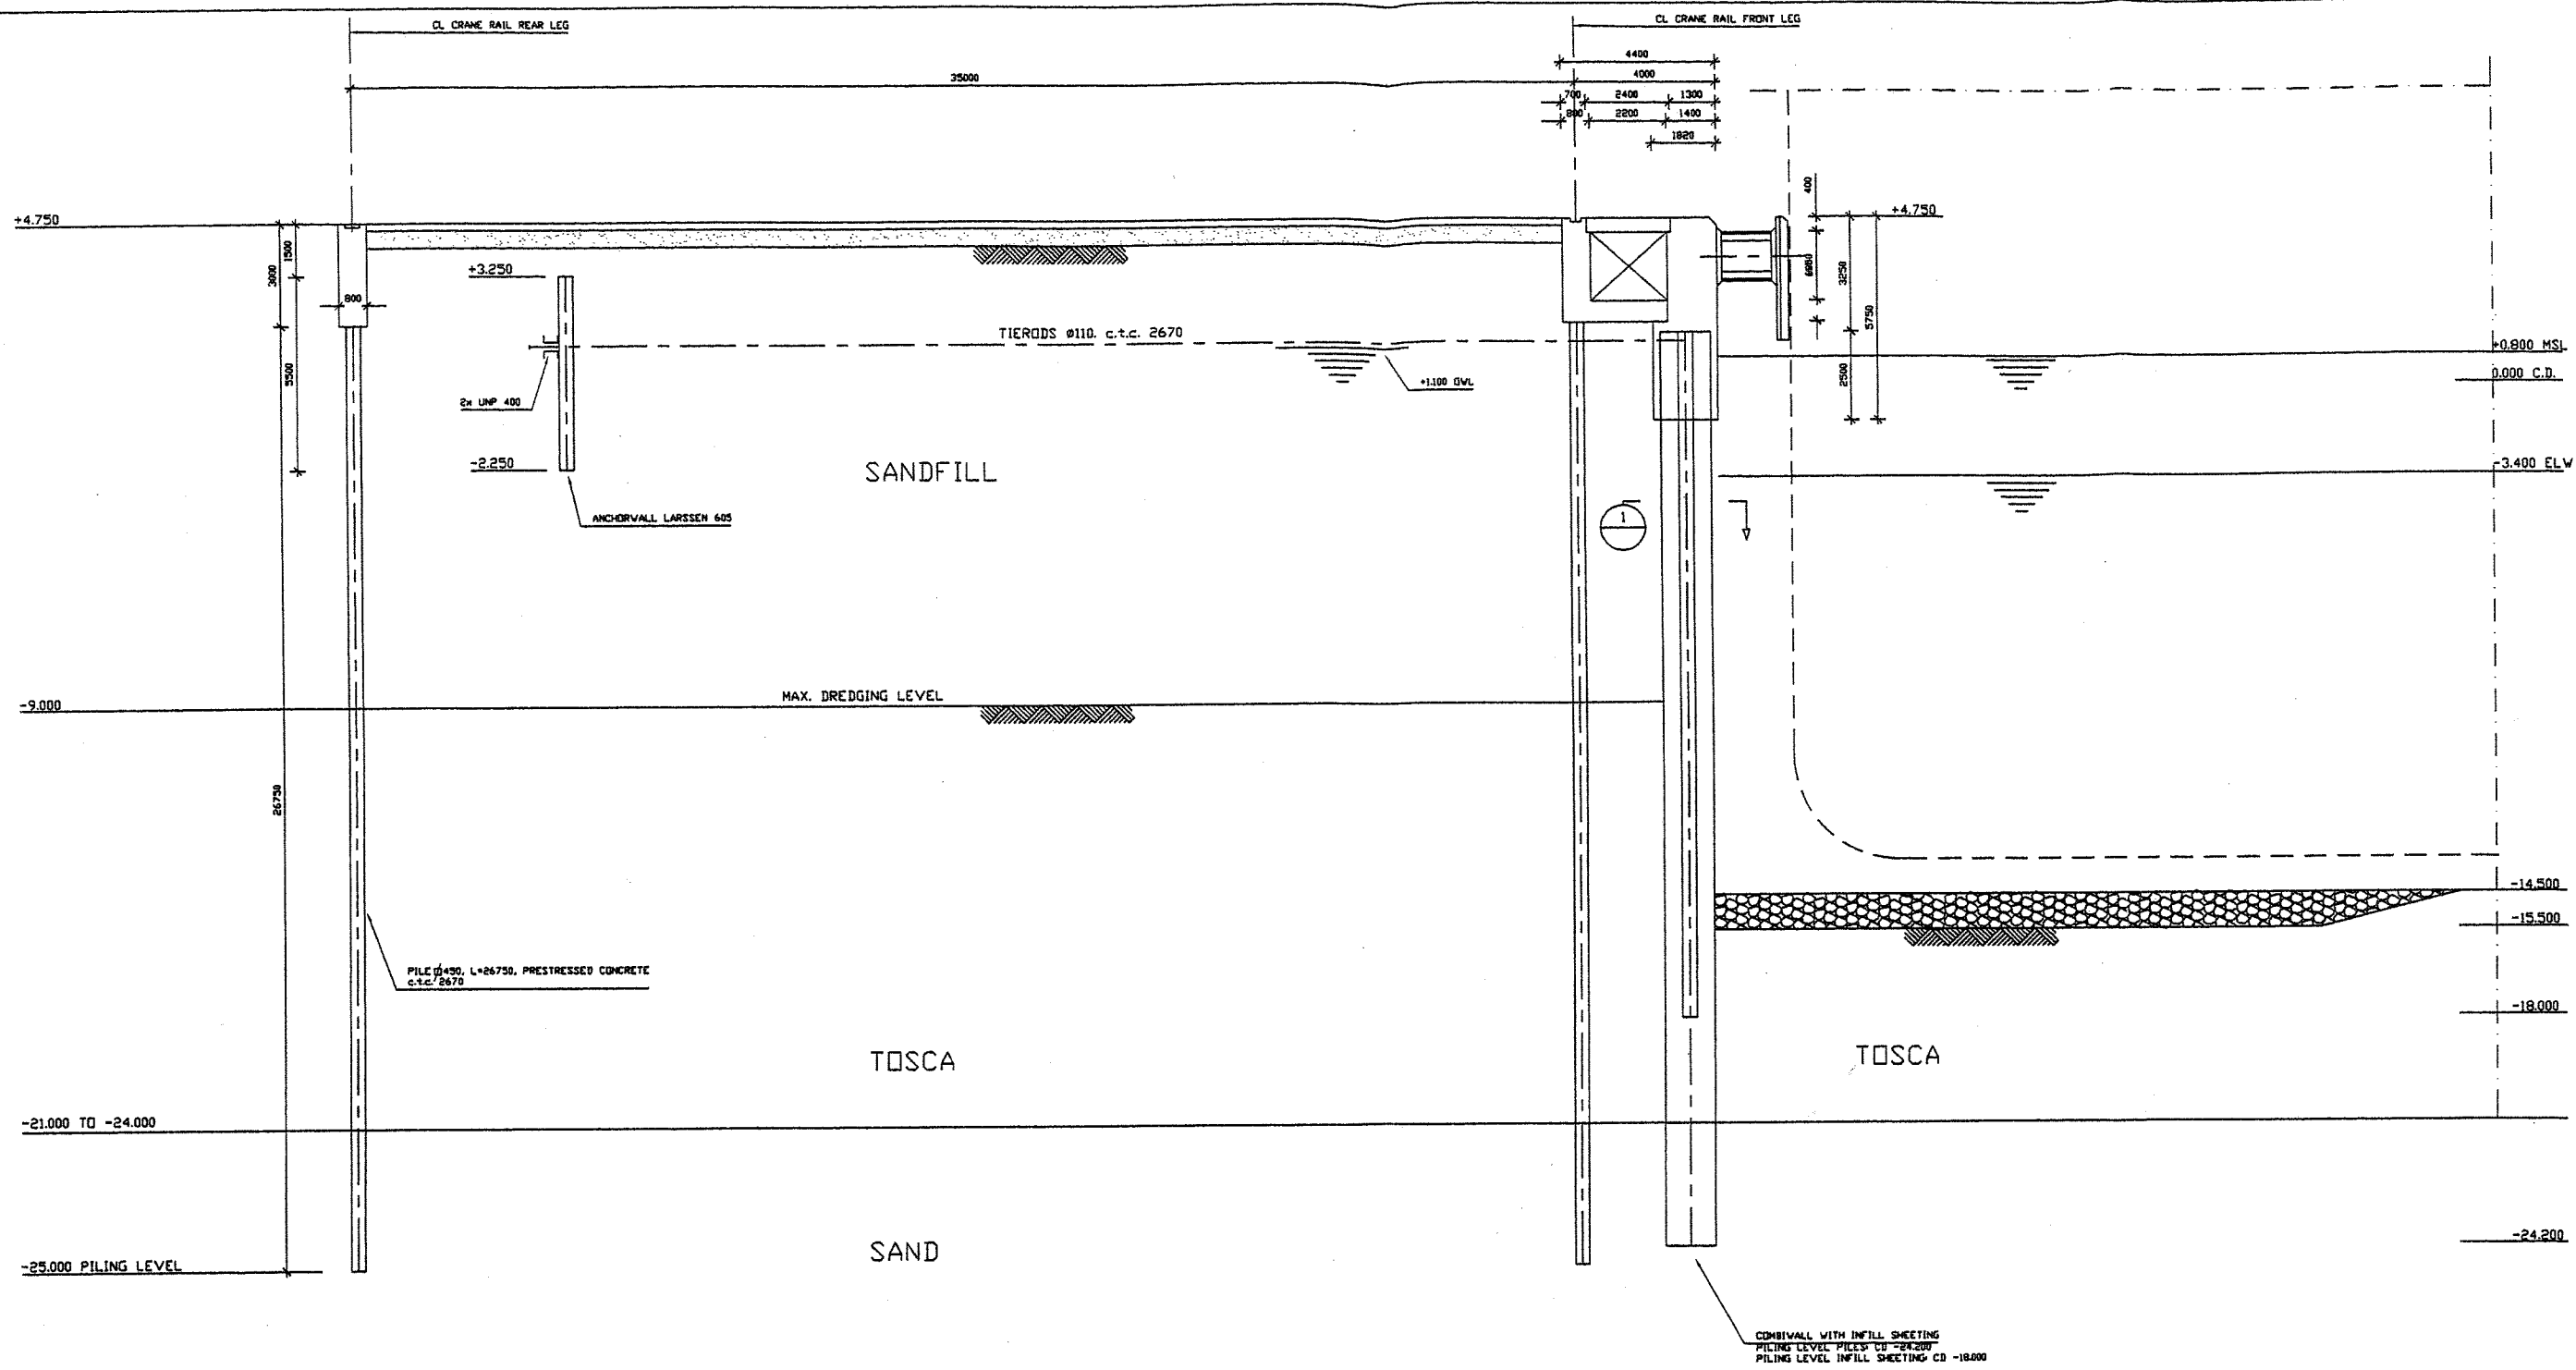 CL CRANE RAIL REAR LEG
CL CRANE RAIL FRONT LEG
4400
35000
4000
700 2400 1300
800 2200 1400
1820
400
+4.750
+4.750
1500
3000
+3.250
3250
5750
800
TIERODS ø110. c.t.c. 2670
+0.800 MSL
0.000 C.D.
5500
2500
+1.100 GWL
2x UNP 400
-2.250
SANDFILL
-3.400 ELW
ANCHORWALL LARSSEN 605
1
MAX. DREDGING LEVEL
-9.000
26750
-14.500
-15.500
PILE 450, L=26750, PRESTRESSED CONCRETE
c.t.c. 2670
-18.000
TOSCA
TOSCA
-21.000 TO -24.000
SAND
-24.200
-25.000 PILING LEVEL
COMBIWALL WITH INFILL SHEETING
PILING LEVEL PILES: CD -24.200
PILING LEVEL INFILL SHEETING: CD -18.000